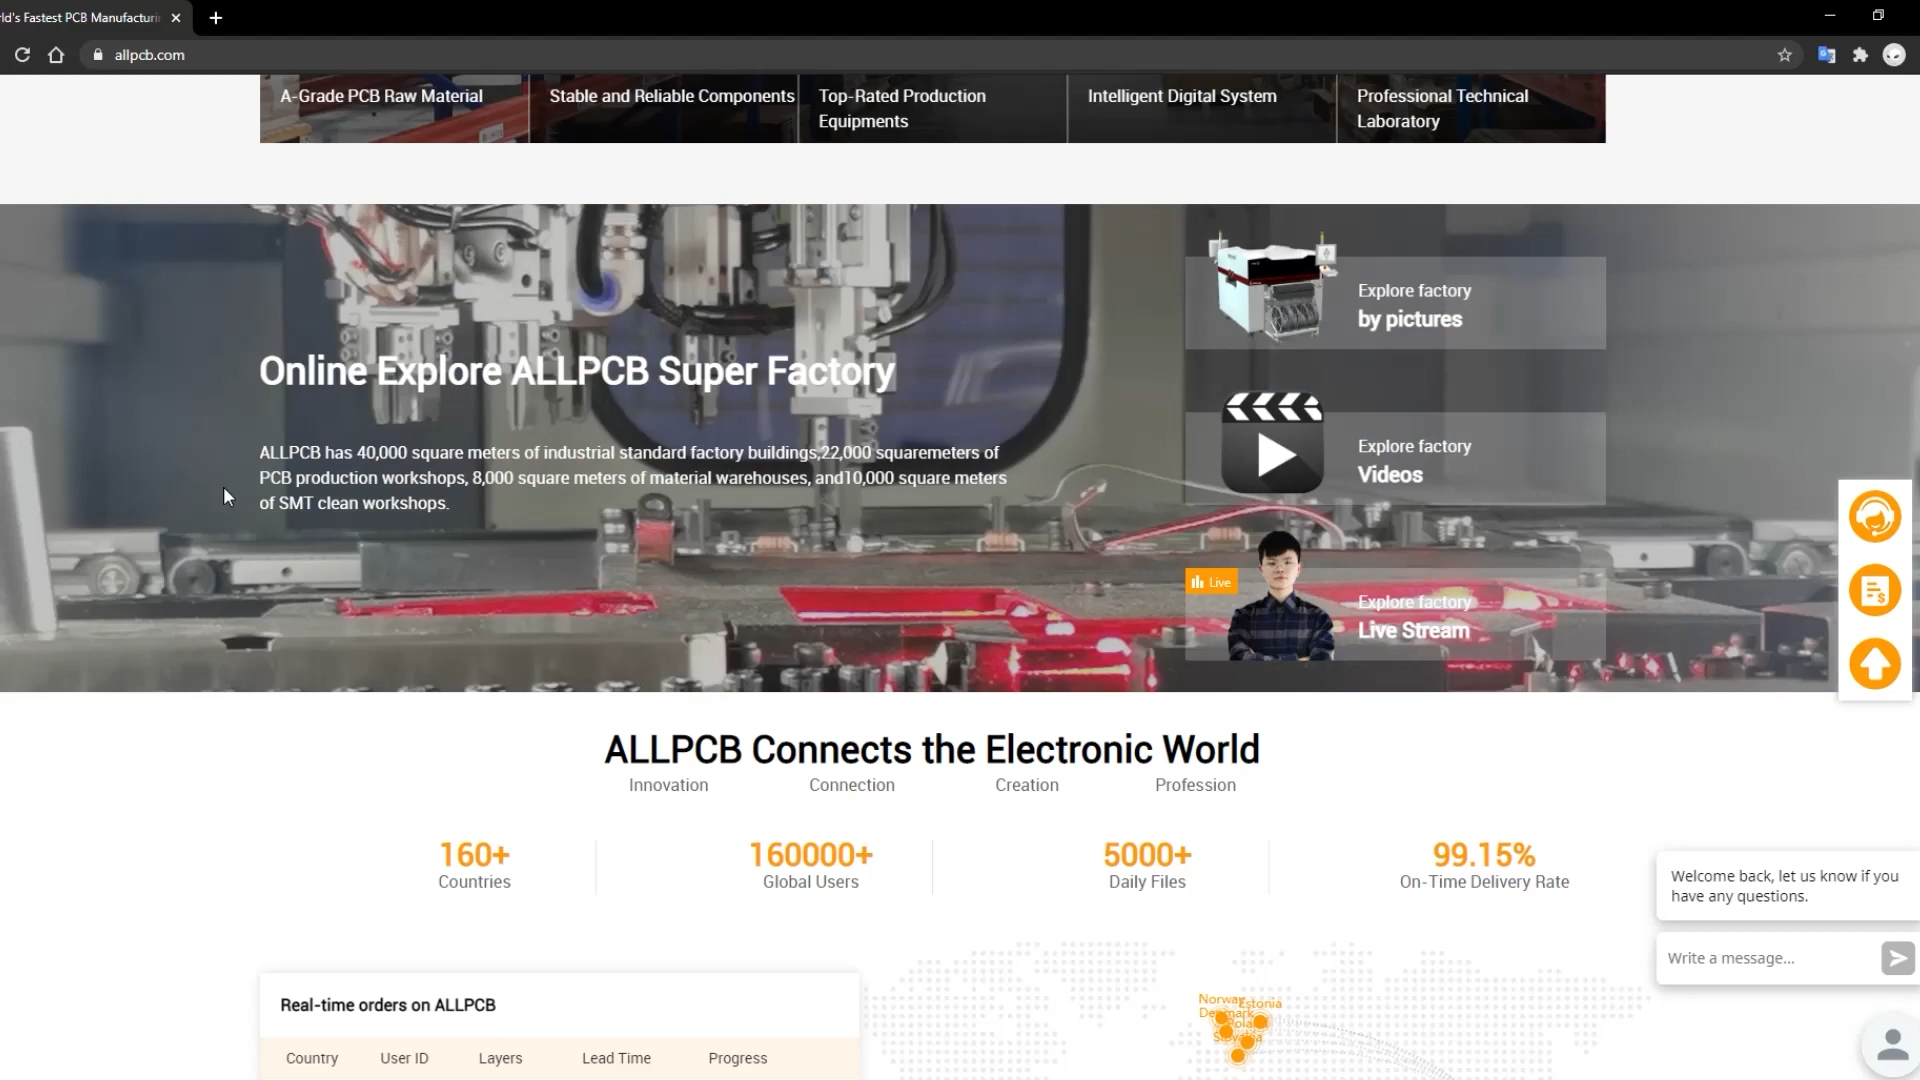 ld's Fastest PCB Manufacturin
allpcb.com
A-Grade PCB Raw Material
Stable and Reliable Components
Top-Rated Production
Equipments
Intelligent Digital System
Professional Technical
Laboratory
Online Explore ALLPCB Super Factory
ALLPCB has 40,000 square meters of industrial standard factory buildings,22,000 squaremeters of
PCB production workshops, 8,000 square meters of material warehouses, and10,000 square meters
of SMT clean workshops.
Explore factory
by pictures
Explore factory
Videos
Live
Explore factory
Live Stream
ALLPCB Connects the Electronic World
Innovation
Connection
Creation
Profession
160+
Countries
160000+
Global Users
5000+
Daily Files
99.15%
On-Time Delivery Rate
Welcome back, let us know if you
have any questions.
Write a message...
Real-time orders on ALLPCB
Country
User ID
Layers
Lead Time
Progress
Norway
Estonia